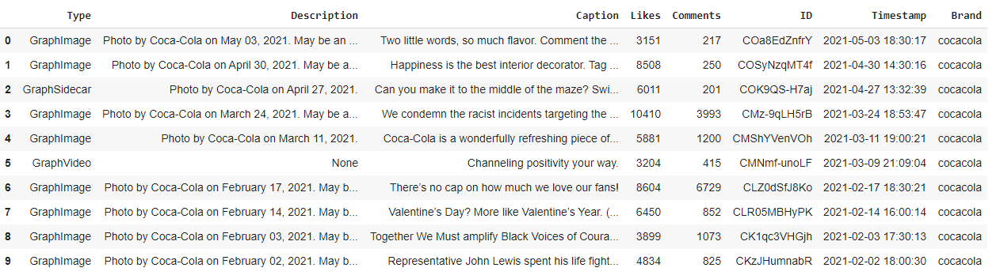 Type Description Caption Likes Comments ID Timestamp Brand
0 GraphImage Photo by Coca-Cola on May 03, 2021. May be an ... Two little words, so much flavor. Comment the ... 3151 217 COa8EdZnfrY 2021-05-03 18:30:17 cocacola
1 GraphImage Photo by Coca-Cola on April 30, 2021. May be a... Happiness is the best interior decorator. Tag ... 8508 250 COSyNzqMT4f 2021-04-30 14:30:16 cocacola
2 GraphSidecar Photo by Coca-Cola on April 27, 2021. Can you make it to the middle of the maze? Swi... 6011 201 COK9QS-H7aj 2021-04-27 13:32:39 cocacola
3 GraphImage Photo by Coca-Cola on March 24, 2021. May be a... We condemn the racist incidents targeting the ... 10410 3993 CMz-9qLH5rB 2021-03-24 18:53:47 cocacola
4 GraphImage Photo by Coca-Cola on March 11, 2021. Coca-Cola is a wonderfully refreshing piece of... 5881 1200 CMShYVenVOh 2021-03-11 19:00:21 cocacola
5 GraphVideo None Channeling positivity your way. 3204 415 CMNmf-unoLF 2021-03-09 21:09:04 cocacola
6 GraphImage Photo by Coca-Cola on February 17, 2021. May b... There’s no cap on how much we love our fans! 8604 6729 CLZ0dSfJ8Ko 2021-02-17 18:30:21 cocacola
7 GraphImage Photo by Coca-Cola on February 14, 2021. May b... Valentine’s Day? More like Valentine’s Year. (... 6450 852 CLR05MBHyPK 2021-02-14 16:00:14 cocacola
8 GraphImage Photo by Coca-Cola on February 03, 2021. May b... Together We Must amplify Black Voices of Coura... 3899 1073 CK1qc3VHGjh 2021-02-03 17:30:13 cocacola
9 GraphImage Photo by Coca-Cola on February 02, 2021. May b... Representative John Lewis spent his life fight... 4834 825 CKzJHumnabR 2021-02-02 18:00:30 cocacola